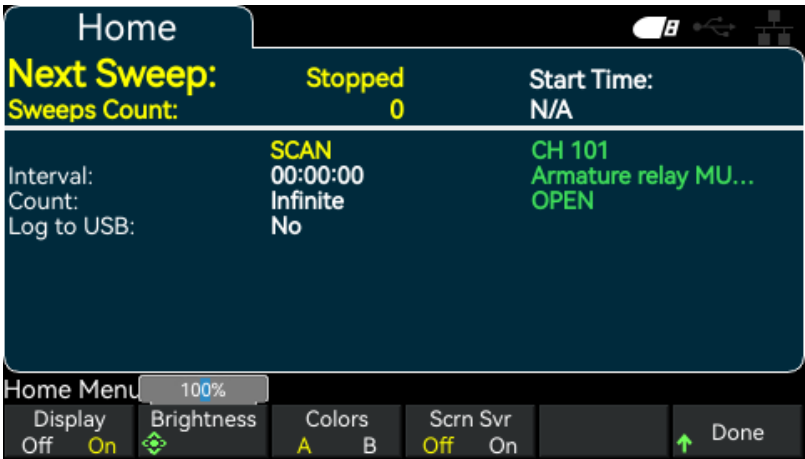 Home
Next Sweep: Stopped Start Time:
Sweeps Count: 0 N/A
SCAN CH 101
Interval: 00:00:00 Armature relay MU...
Count: Infinite OPEN
Log to USB: No
Home Menu 100%
Display Brightness Colors Scrn Svr
Off On A B Off On Done